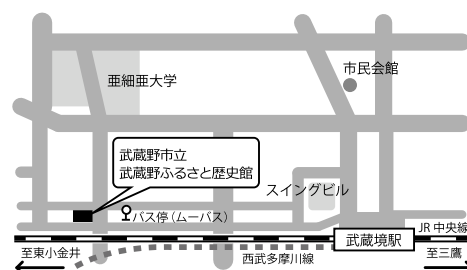 市民会館
亜細亜大学
武蔵野市立
武蔵野ふるさと歴史館
スイングビル
バス停(ムーバス)
JR 中央線
武蔵境駅
至東小金井
西武多摩川線
至三鷹